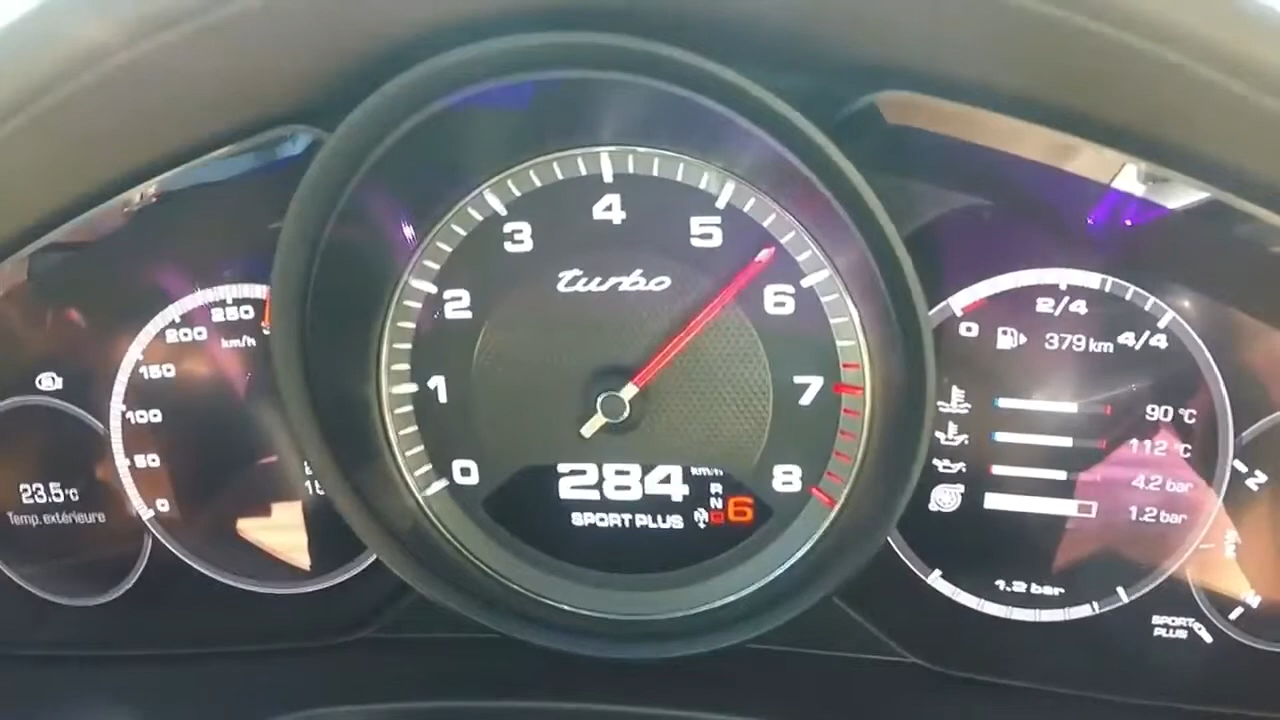 23.5°C
Temp. extérieure
0
50
100
150
200
250
km/h
0
1
2
3
4
5
6
7
8
turbo
284 km/h
SPORT PLUS
R
N
D
M
6
0
2/4
4/4
379 km
90 °C
112 °C
4.2 bar
1.2 bar
1.2 bar
SPORT
PLUS
N